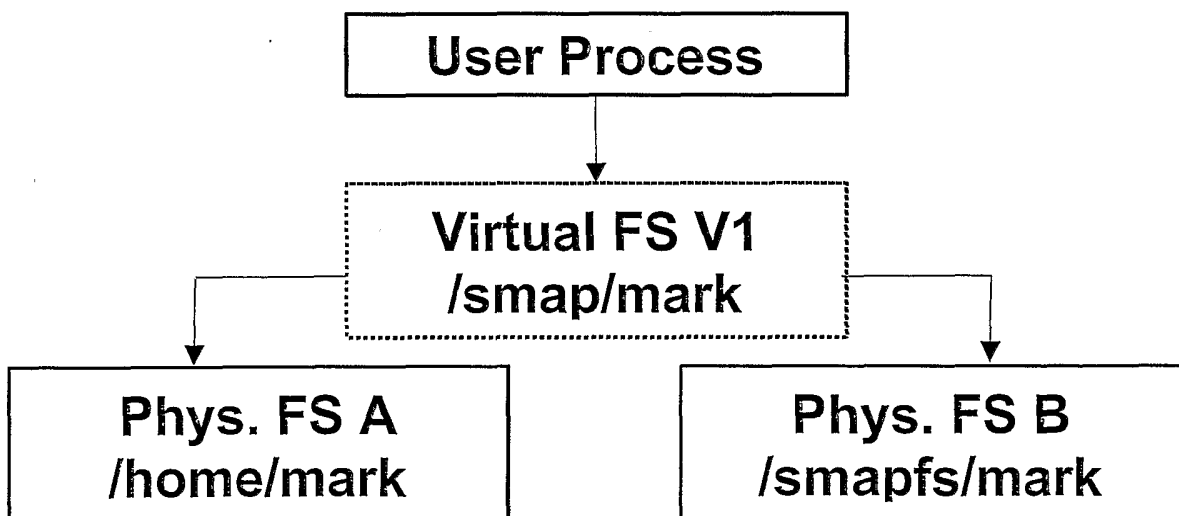 User Process
Virtual FS V1
/smap/mark
Phys. FS A
/home/mark
Phys. FS B
/smapfs/mark